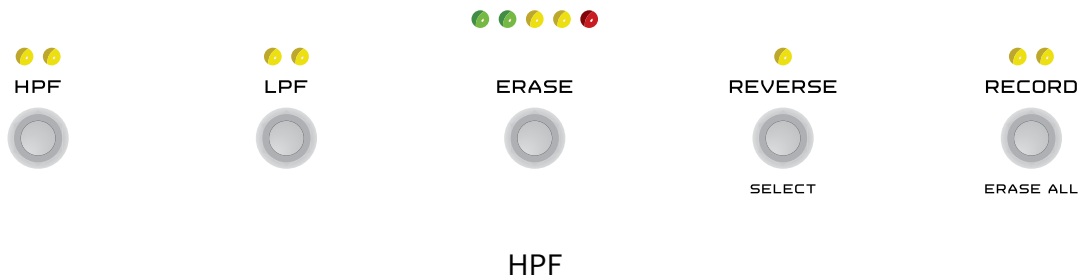 HPF LPF ERASE REVERSE RECORD
SELECT ERASE ALL
HPF